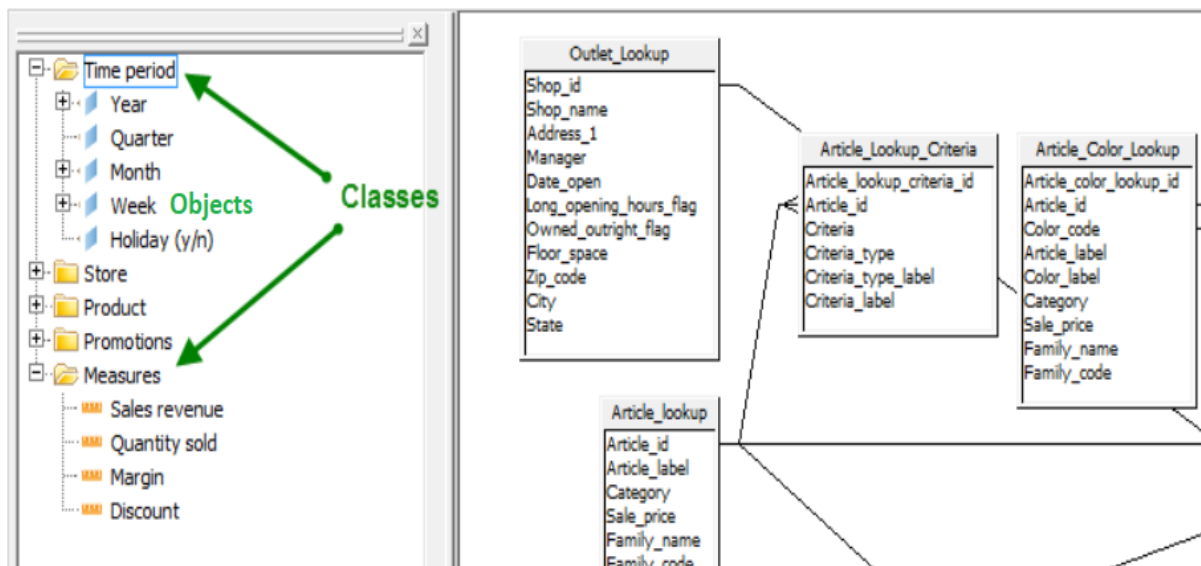 Time period
Year
Quarter
Month
Week Objects
Holiday (y/n)
Classes
Store
Product
Promotions
Measures
Sales revenue
Quantity sold
Margin
Discount
Outlet_Lookup
Shop_id
Shop_name
Address_1
Manager
Date_open
Long_opening_hours_flag
Owned_outright_flag
Floor_space
Zip_code
City
State
Article_Lookup_Criteria
Article_lookup_criteria_id
Article_id
Criteria
Criteria_type
Criteria_type_label
Criteria_label
Article_Color_Lookup
Article_color_lookup_id
Article_id
Color_code
Article_label
Color_label
Category
Sale_price
Family_name
Family_code
Article_lookup
Article_id
Article_label
Category
Sale_price
Family_name
Family_code